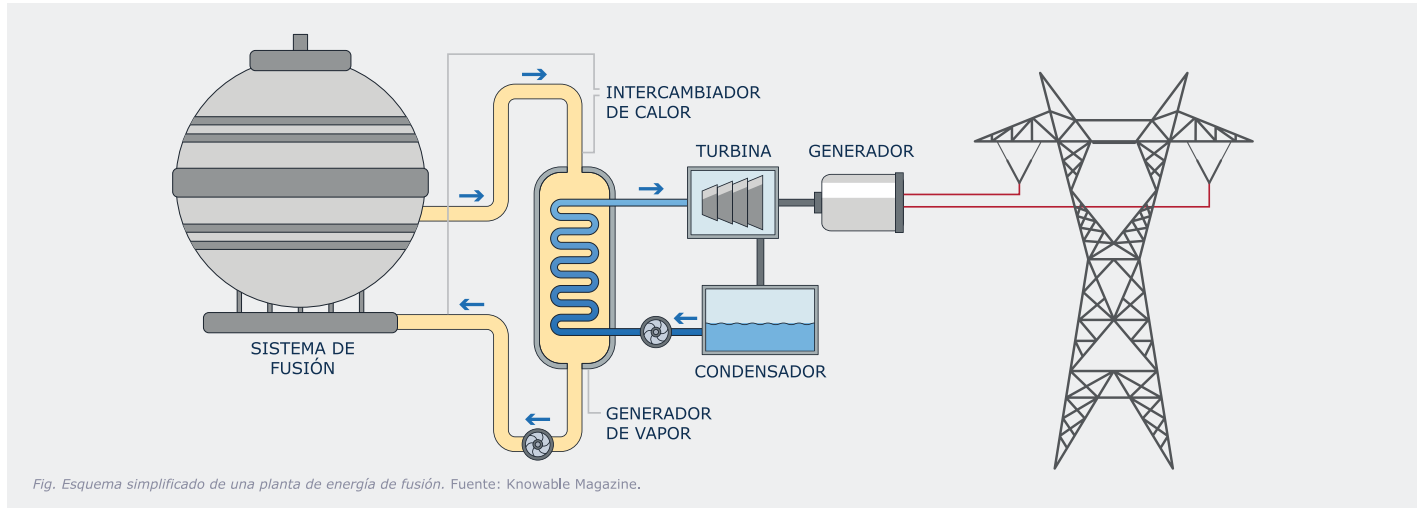 INTERCAMBIADOR
DE CALOR
TURBINA
GENERADOR
SISTEMA DE
FUSIÓN
CONDENSADOR
GENERADOR
DE VAPOR
Fig. Esquema simplificado de una planta de energía de fusión. Fuente: Knowable Magazine.